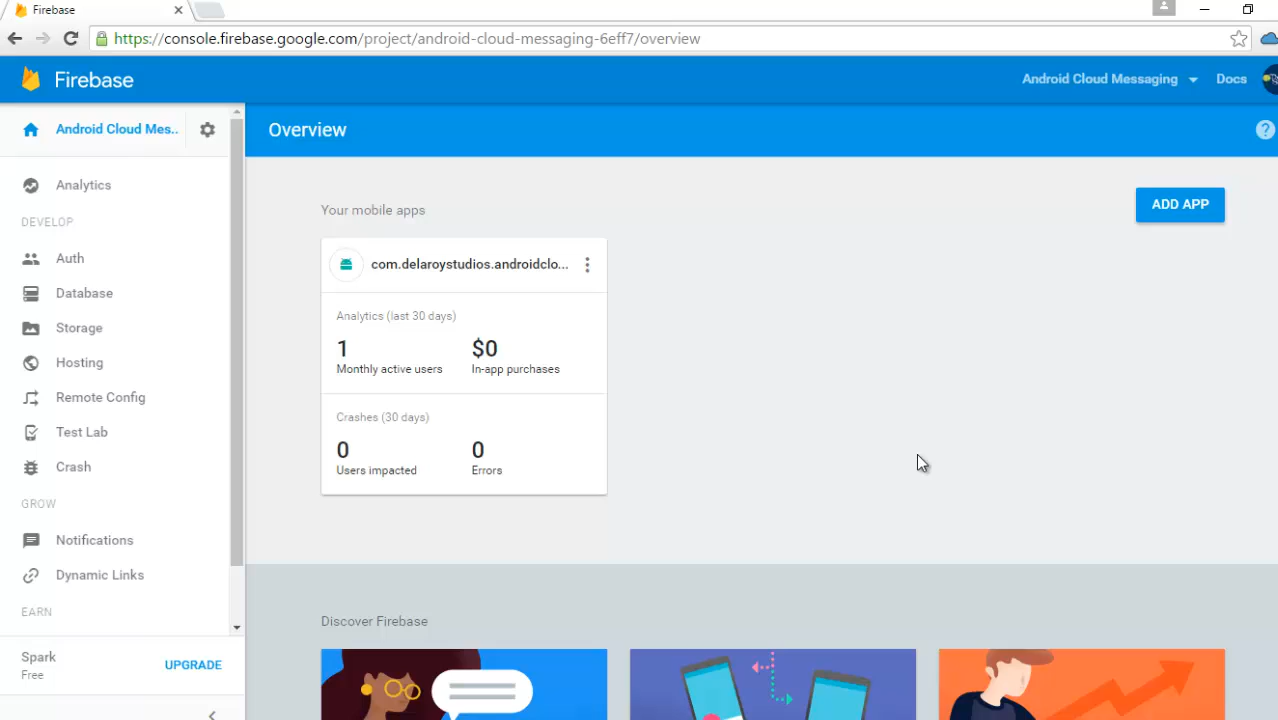 Firebase
https://console.firebase.google.com/project/android-cloud-messaging-6eff7/overview
Firebase
Android Cloud Messaging
Docs
Android Cloud Mes..
Overview
Analytics
DEVELOP
Auth
Database
Storage
Hosting
Remote Config
Test Lab
Crash
GROW
Notifications
Dynamic Links
EARN
Spark
Free
UPGRADE
Your mobile apps
ADD APP
com.delaroystudios.androidclo...
Analytics (last 30 days)
1 $0
Monthly active users In-app purchases
Crashes (30 days)
0 0
Users impacted Errors
Discover Firebase